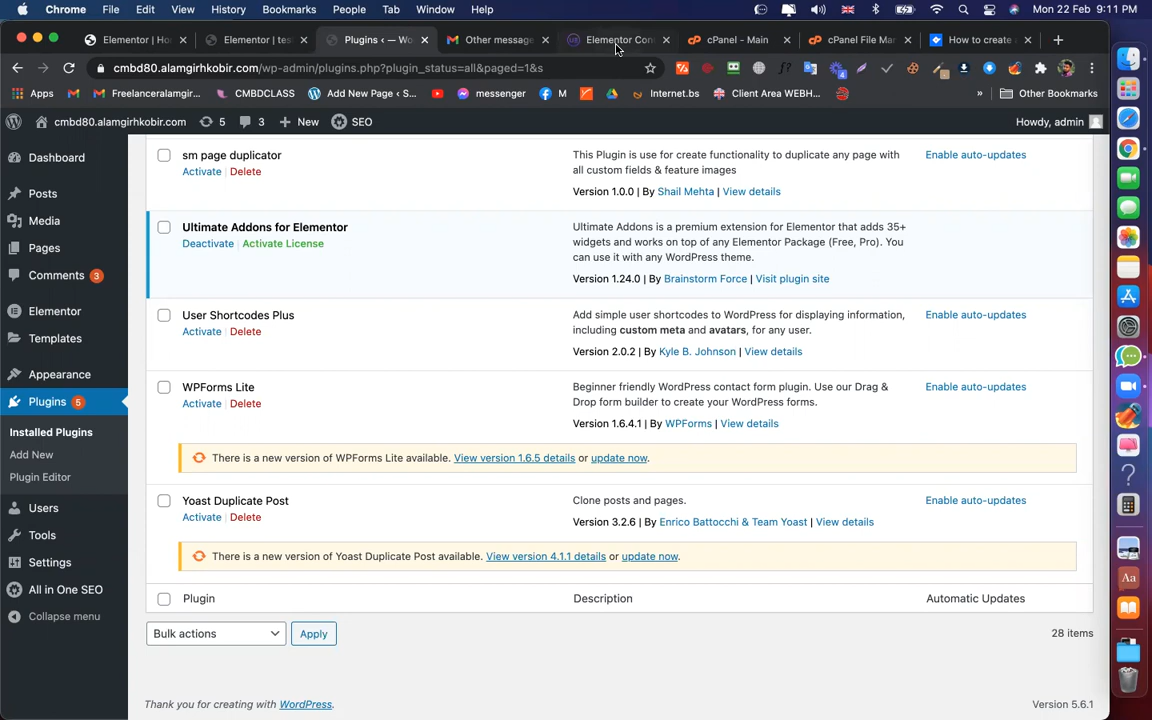 Chrome File Edit View History Bookmarks People Tab Window Help Mon 22 Feb 9:11 PM
Elementor | Ho Elementor | tes Plugins ‹ — Wo Other message Elementor Con cPanel - Main cPanel File Ma How to create
cmbd80.alamgirhkobir.com/wp-admin/plugins.php?plugin_status=all&paged=1&s
Apps Freelanceralamgir... CMBDCLASS Add New Page ‹ S... messenger M Internet.bs Client Area WEBH... » Other Bookmarks
cmbd80.alamgirhkobir.com 5 3 New SEO Howdy, admin
Dashboard
Posts
Media
Pages
Comments 3
Elementor
Templates
Appearance
Plugins 5
Installed Plugins
Add New
Plugin Editor
Users
Tools
Settings
All in One SEO
Collapse menu
sm page duplicator
Activate | Delete
This Plugin is use for create functionality to duplicate any page with
all custom fields & feature images
Version 1.0.0 | By Shail Mehta | View details
Enable auto-updates
Ultimate Addons for Elementor
Deactivate | Activate License
Ultimate Addons is a premium extension for Elementor that adds 35+
widgets and works on top of any Elementor Package (Free, Pro). You
can use it with any WordPress theme.
Version 1.24.0 | By Brainstorm Force | Visit plugin site
User Shortcodes Plus
Activate | Delete
Add simple user shortcodes to WordPress for displaying information,
including custom meta and avatars, for any user.
Version 2.0.2 | By Kyle B. Johnson | View details
Enable auto-updates
WPForms Lite
Activate | Delete
Beginner friendly WordPress contact form plugin. Use our Drag &
Drop form builder to create your WordPress forms.
Version 1.6.4.1 | By WPForms | View details
Enable auto-updates
There is a new version of WPForms Lite available. View version 1.6.5 details or update now.
Yoast Duplicate Post
Activate | Delete
Clone posts and pages.
Version 3.2.6 | By Enrico Battocchi & Team Yoast | View details
Enable auto-updates
There is a new version of Yoast Duplicate Post available. View version 4.1.1 details or update now.
Plugin Description Automatic Updates
Bulk actions Apply 28 items
Thank you for creating with WordPress. Version 5.6.1